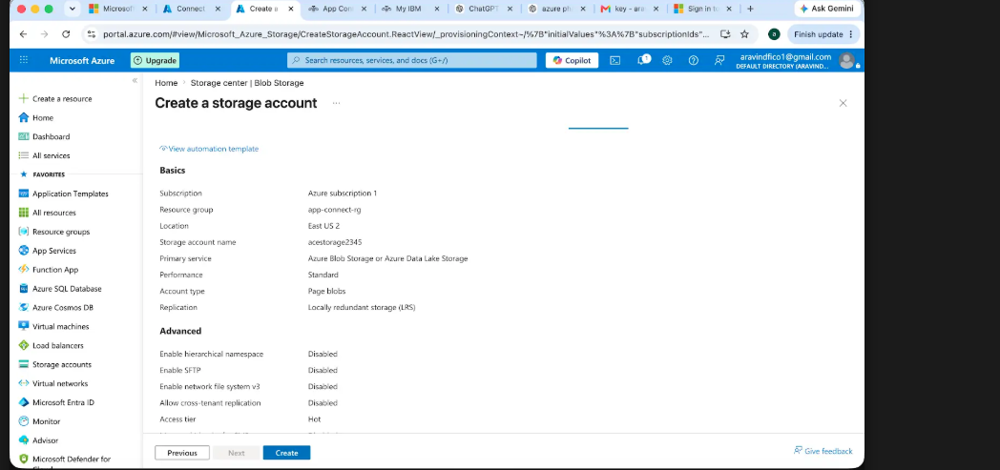 Microsof
Connect
Create a
App Con
My IBM
ChatGPT
azure ph
key - ara
Sign in to
Ask Gemini
portal.azure.com/#view/Microsoft_Azure_Storage/CreateStorageAccount.ReactView/_provisioningContext~/%7B"initialValues"%3A%7B"subscriptionIds"...
a
Finish update
Microsoft Azure
Upgrade
Search resources, services, and docs (G+/)
Copilot
1
aravindfico1@gmail.com
DEFAULT DIRECTORY (ARAVIND...
Home
Storage center | Blob Storage
Create a storage account
...
View automation template
Create a resource
Home
Dashboard
All services
FAVORITES
Application Templates
All resources
Resource groups
App Services
Function App
Azure SQL Database
Azure Cosmos DB
Virtual machines
Load balancers
Storage accounts
Virtual networks
Microsoft Entra ID
Monitor
Advisor
Microsoft Defender for
Basics
Subscription Azure subscription 1
Resource group app-connect-rg
Location East US 2
Storage account name acestorage2345
Primary service Azure Blob Storage or Azure Data Lake Storage
Performance Standard
Account type Page blobs
Replication Locally redundant storage (LRS)
Advanced
Enable hierarchical namespace Disabled
Enable SFTP Disabled
Enable network file system v3 Disabled
Allow cross-tenant replication Disabled
Access tier Hot
Previous
Next
Create
Give feedback